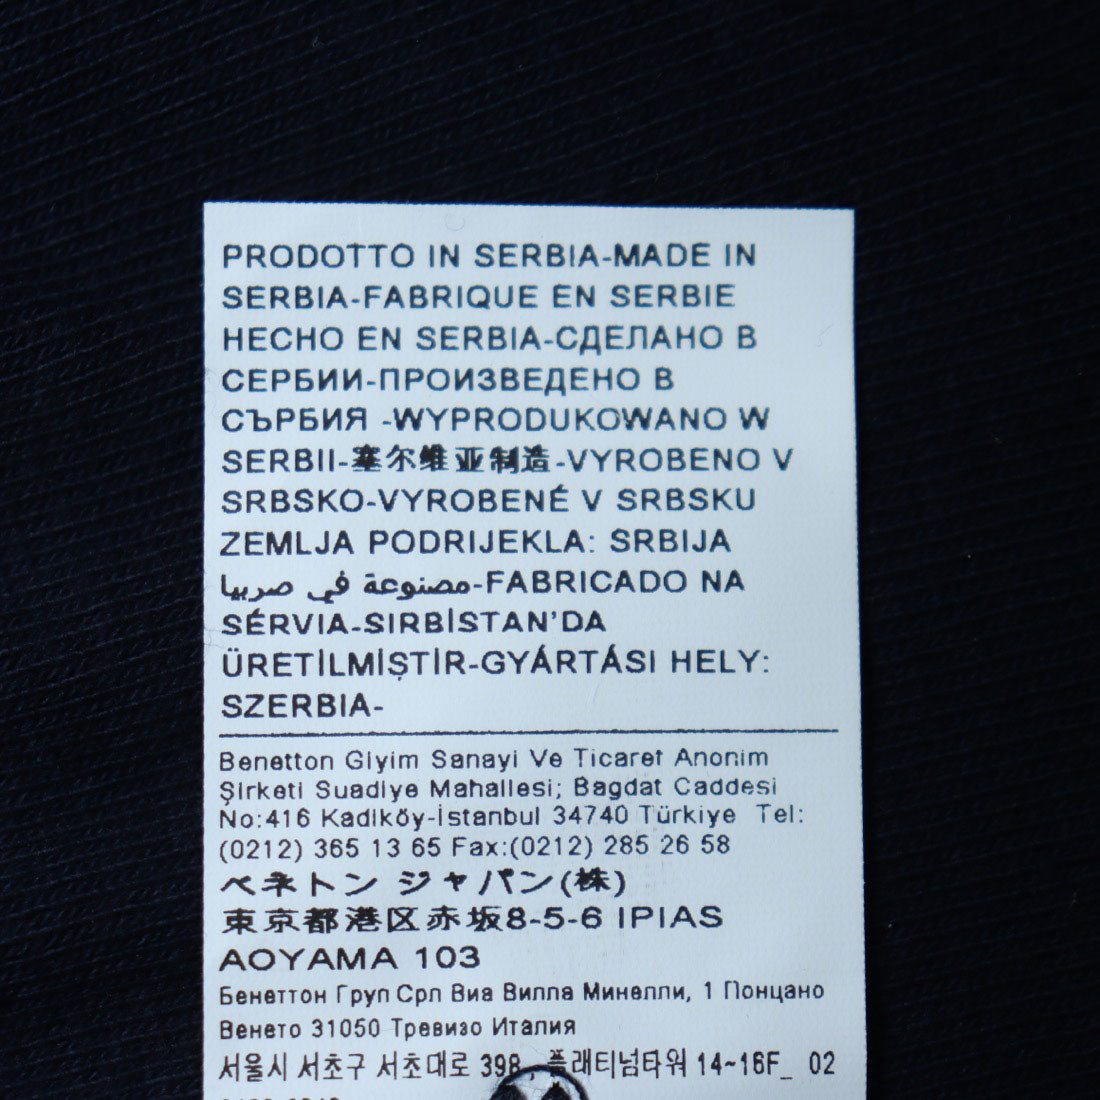 PRODOTTO IN SERBIA-MADE IN
SERBIA-FABRIQUE EN SERBIE
HECHO EN SERBIA-СДЕЛАНО В
СЕРБИИ-ПРОИЗВЕДЕНО В
СЪРБИЯ -WYPRODUKOWANO W
SERBII-塞尔维亚制造-VYROBENO V
SRBSKO-VYROBENÉ V SRBSKU
ZEMLJA PODRIJEKLA: SRBIJA
مصنوعة في صربيا-FABRICADO NA
SÉRVIA-SIRBİSTAN'DA
ÜRETİLMİŞTİR-GYÁRTÁSI HELY:
SZERBIA-
Benetton Giyim Sanayi Ve Ticaret Anonim
Şirketi Suadiye Mahallesi; Bagdat Caddesi
No:416 Kadiköy-İstanbul 34740 Türkiye Tel:
(0212) 365 13 65 Fax:(0212) 285 26 58
ベネトン ジャパン(株)
東京都港区赤坂8-5-6 IPIAS
AOYAMA 103
Бенеттон Груп Срл Виа Вилла Минелли, 1 Понцано
Венето 31050 Тревизо Италия
서울시 서초구 서초대로 398, 플래티넘타워 14~16F_ 02